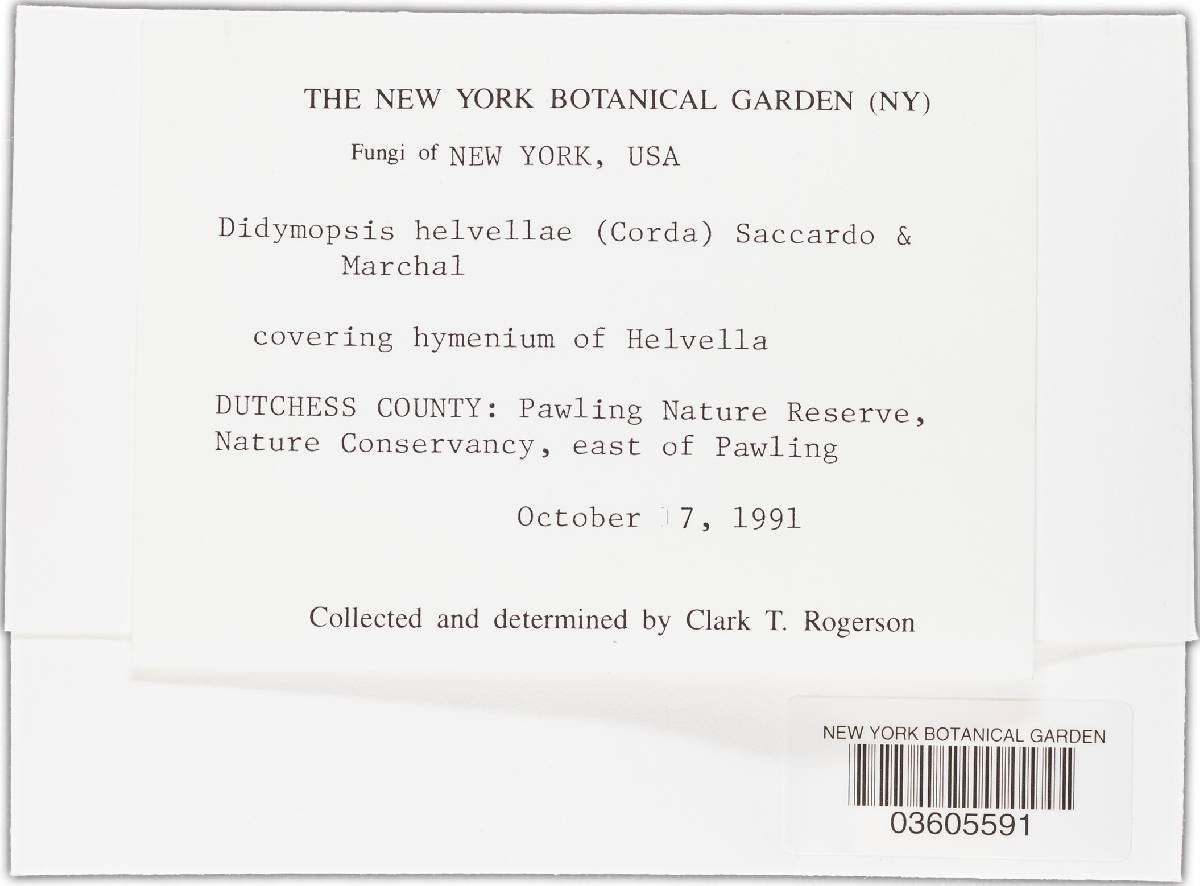 THE NEW YORK BOTANICAL GARDEN (NY)
Fungi of NEW YORK, USA
Didymopsis helvellae (Corda) Saccardo &
Marchal
covering hymenium of Helvella
DUTCHESS COUNTY: Pawling Nature Reserve,
Nature Conservancy, east of Pawling
October 7, 1991
Collected and determined by Clark T. Rogerson
NEW YORK BOTANICAL GARDEN
03605591